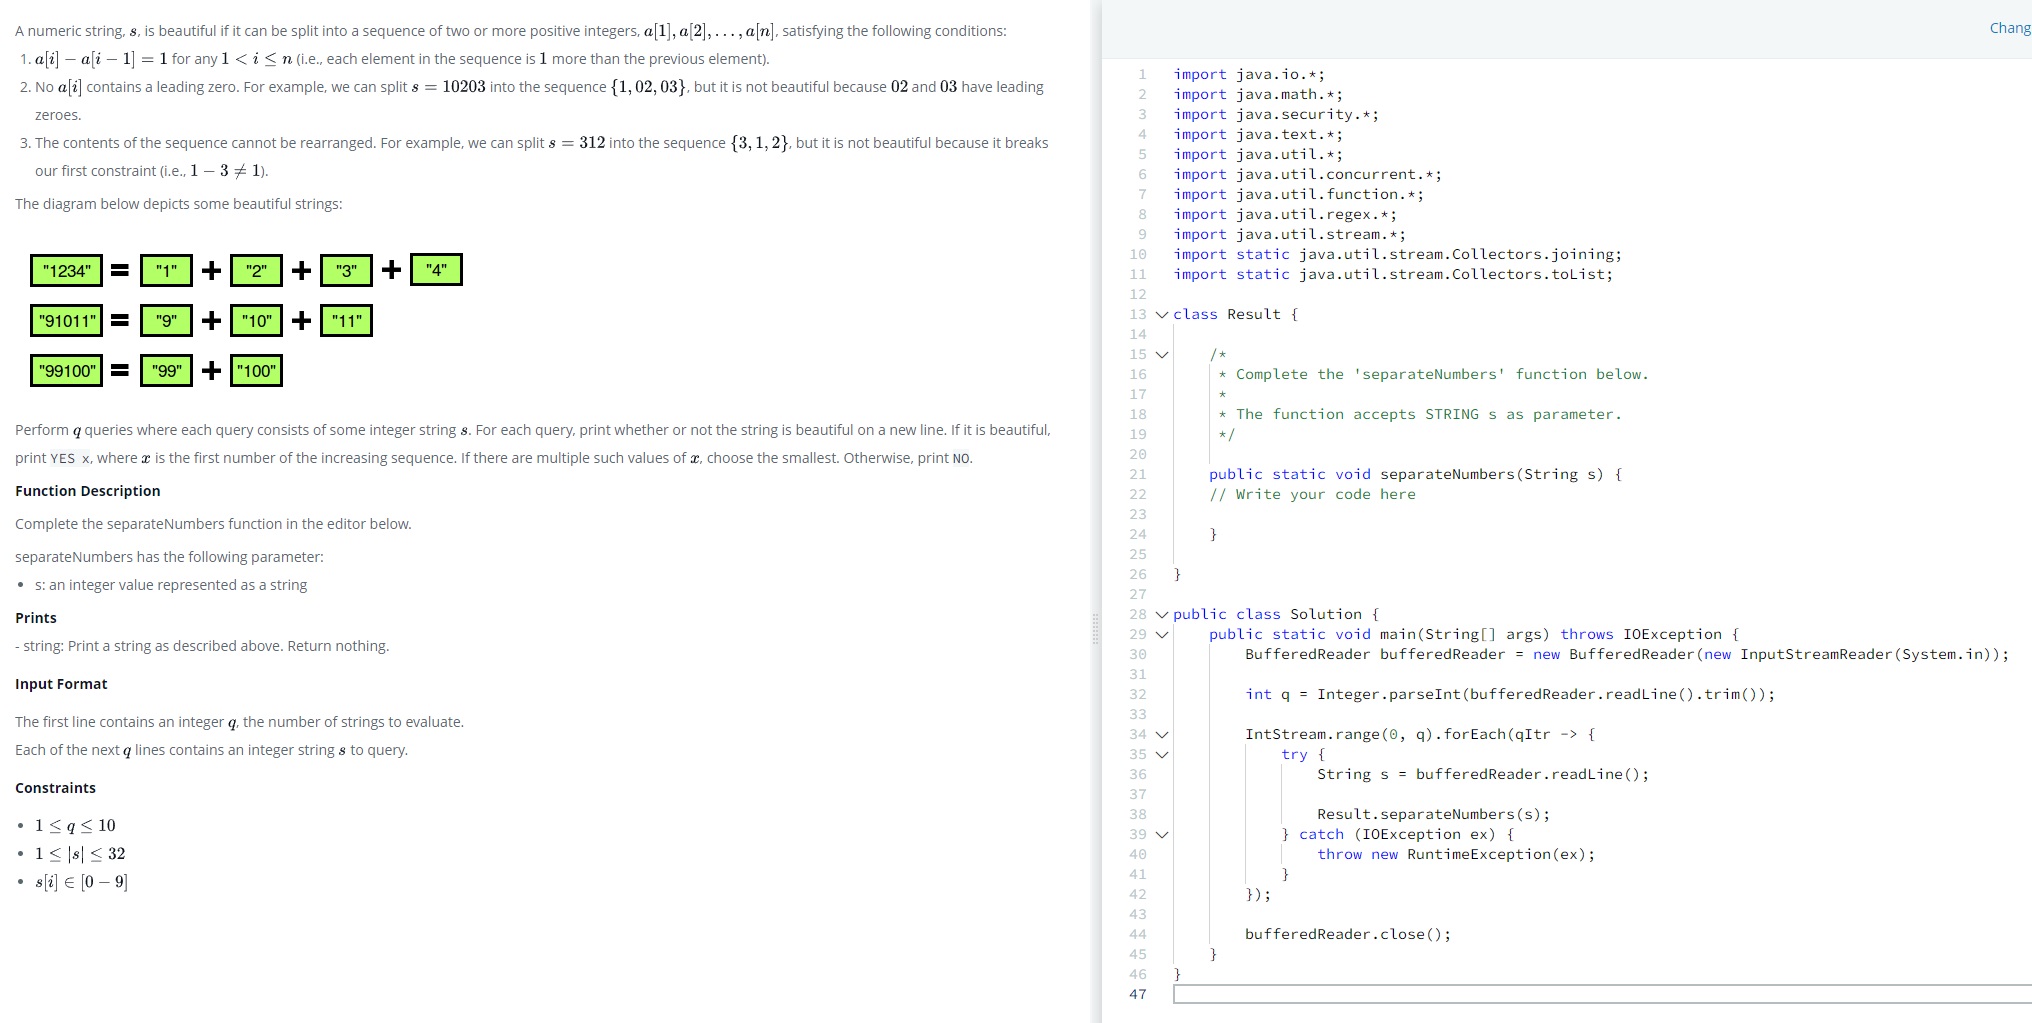 A numeric string, s, is beautiful if it can be split into a sequence of two or more positive integers, a[1], a[2], . . . , a[n], satisfying the following conditions:
1. a[i] − a[i − 1] = 1 for any 1 < i ≤ n (i.e., each element in the sequence is 1 more than the previous element).
2. No a[i] contains a leading zero. For example, we can split s = 10203 into the sequence {1, 02, 03}, but it is not beautiful because 02 and 03 have leading
zeroes.
3. The contents of the sequence cannot be rearranged. For example, we can split s = 312 into the sequence {3, 1, 2}, but it is not beautiful because it breaks
our first constraint (i.e., 1 − 3 ≠ 1).
The diagram below depicts some beautiful strings:
"1234" = "1" + "2" + "3" + "4"
"91011" = "9" + "10" + "11"
"99100" = "99" + "100"
Perform q queries where each query consists of some integer string s. For each query, print whether or not the string is beautiful on a new line. If it is beautiful,
print YES x, where x is the first number of the increasing sequence. If there are multiple such values of x, choose the smallest. Otherwise, print NO.
Function Description
Complete the separateNumbers function in the editor below.
separateNumbers has the following parameter:
• s: an integer value represented as a string
Prints
- string: Print a string as described above. Return nothing.
Input Format
The first line contains an integer q, the number of strings to evaluate.
Each of the next q lines contains an integer string s to query.
Constraints
• 1 ≤ q ≤ 10
• 1 ≤ |s| ≤ 32
• s[i] ∈ [0 − 9]
Chang
1 import java.io.*;
2 import java.math.*;
3 import java.security.*;
4 import java.text.*;
5 import java.util.*;
6 import java.util.concurrent.*;
7 import java.util.function.*;
8 import java.util.regex.*;
9 import java.util.stream.*;
10 import static java.util.stream.Collectors.joining;
11 import static java.util.stream.Collectors.toList;
12
13 class Result {
14
15 /*
16 * Complete the 'separateNumbers' function below.
17 *
18 * The function accepts STRING s as parameter.
19 */
20
21 public static void separateNumbers(String s) {
22 // Write your code here
23
24 }
25
26 }
27
28 public class Solution {
29 public static void main(String[] args) throws IOException {
30 BufferedReader bufferedReader = new BufferedReader(new InputStreamReader(System.in));
31
32 int q = Integer.parseInt(bufferedReader.readLine().trim());
33
34 IntStream.range(0, q).forEach(qItr -> {
35 try {
36 String s = bufferedReader.readLine();
37
38 Result.separateNumbers(s);
39 } catch (IOException ex) {
40 throw new RuntimeException(ex);
41 }
42 });
43
44 bufferedReader.close();
45 }
46 }
47